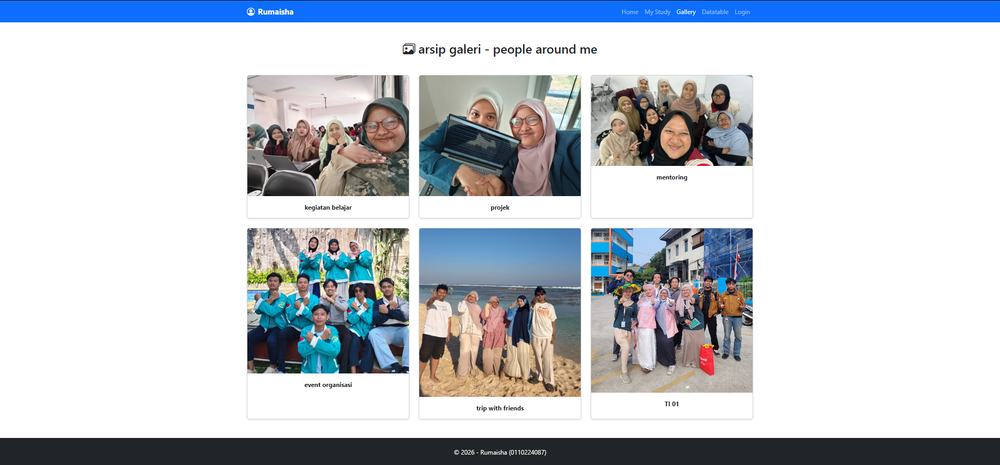 Rumaisha
Home My Study Gallery Datatable Login
arsip galeri - people around me
kegiatan belajar
projek
mentoring
event organisasi
trip with friends
TI 01
© 2026 - Rumaisha (0110224087)